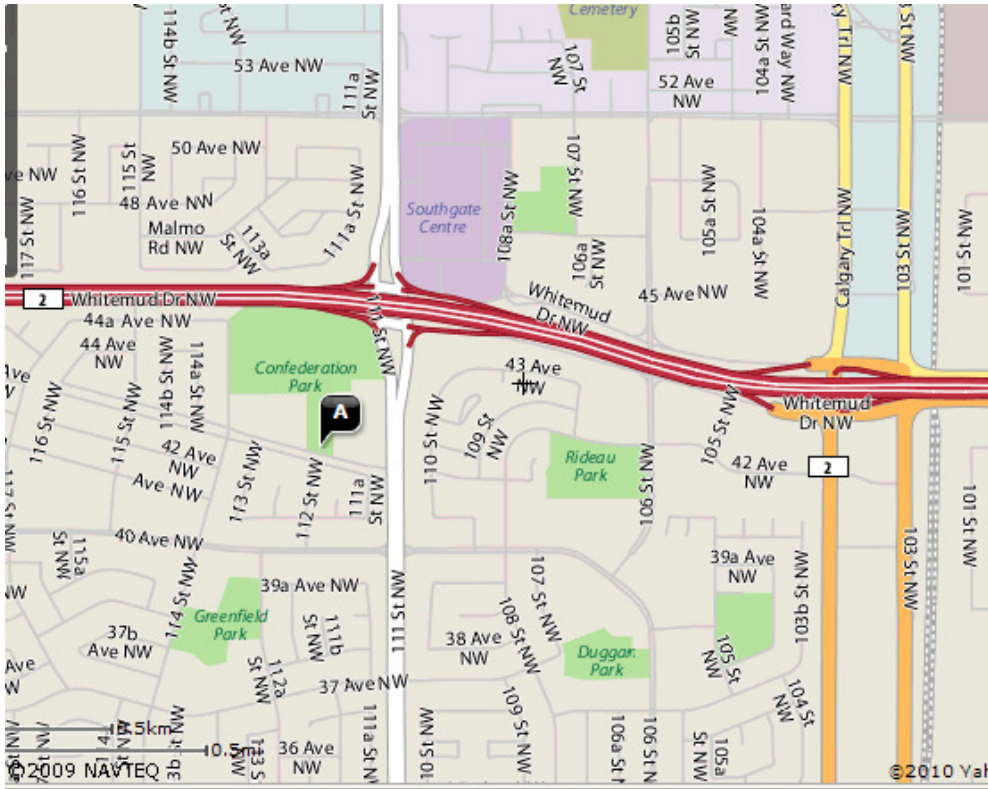 Cemetery
114b St NW
53 Ave NW
111a
St NW
107 St
NW
105b
St NW
104a St NW
52 Ave
NW
103 St NW
50 Ave NW
115 St
NW
116 St NW
117 St NW
48 Ave NW
Malmo
Rd NW
113a
St NW
111a St NW
Southgate
Centre
108a St NW
107 St NW
106a
St NW
105a St NW
104a St NW
Calgary Trl NW
103 St NW
101 St NW
45 Ave NW
2
Whitemud Dr NW
Whitemud
Dr NW
111 St NW
44a Ave NW
44 Ave
NW
114b St NW
114a St NW
Confederation
Park
A
43 Ave
NW
Whitemud
Dr NW
2
116 St NW
115 St NW
42 Ave
NW
Ave NW
113 St NW
112 St NW
111a
St NW
110 St NW
109 St
NW
Rideau
Park
106 St NW
105 St NW
42 Ave
NW
101 St NW
103 St NW
40 Ave NW
115a
St NW
114 St NW
39a Ave NW
Greenfield
Park
111b
St NW
111 St NW
107 St NW
108 St NW
39a Ave
NW
103b St NW
37b
Ave NW
38 Ave
NW
Duggan
Park
105 St
NW
112a
St NW
37 Ave NW
109 St NW
104 St
NW
0.5km
0.5mi
36 Ave
NW
111a St NW
106a St
106 St N
105a
St NW
©2009 NAVTEQ
©2010 Yah